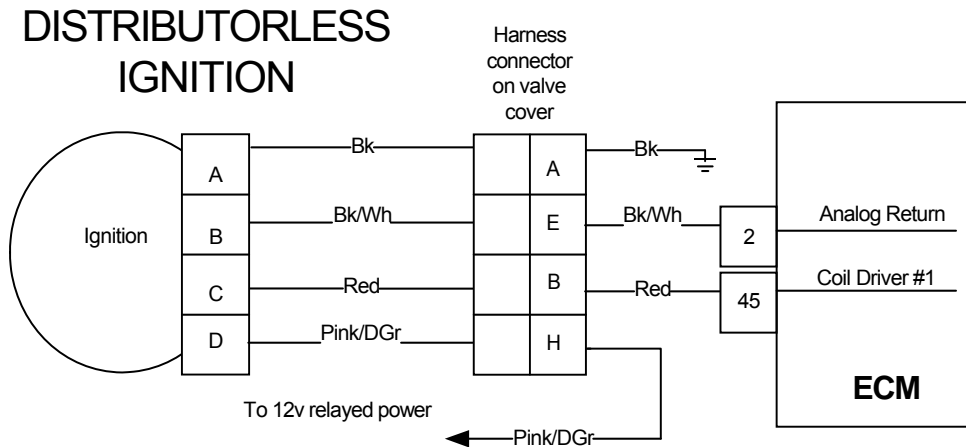 DISTRIBUTORLESS
IGNITION
Harness
connector
on valve
cover
Ignition
A
Bk
A
Bk
B
Bk/Wh
E
Bk/Wh
2
Analog Return
C
Red
B
Red
45
Coil Driver #1
D
Pink/DGr
H
ECM
To 12v relayed power
Pink/DGr